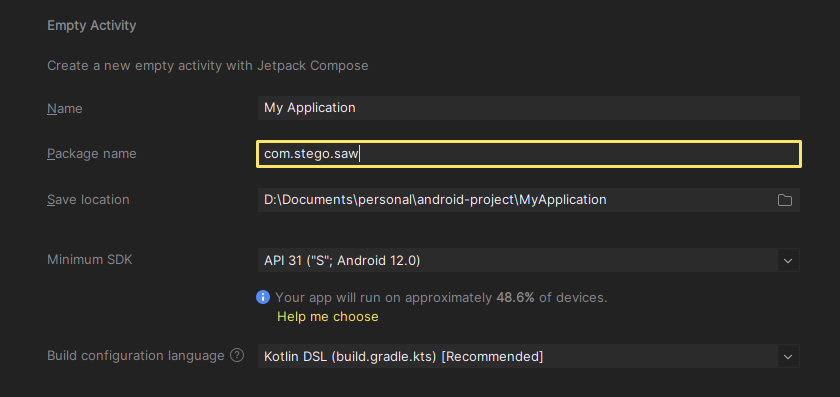 Empty Activity
Create a new empty activity with Jetpack Compose
Name My Application
Package name com.stego.saw
Save location D:\Documents\personal\android-project\MyApplication
Minimum SDK API 31 ("S"; Android 12.0)
Your app will run on approximately 48.6% of devices.
Help me choose
Build configuration language ? Kotlin DSL (build.gradle.kts) [Recommended]